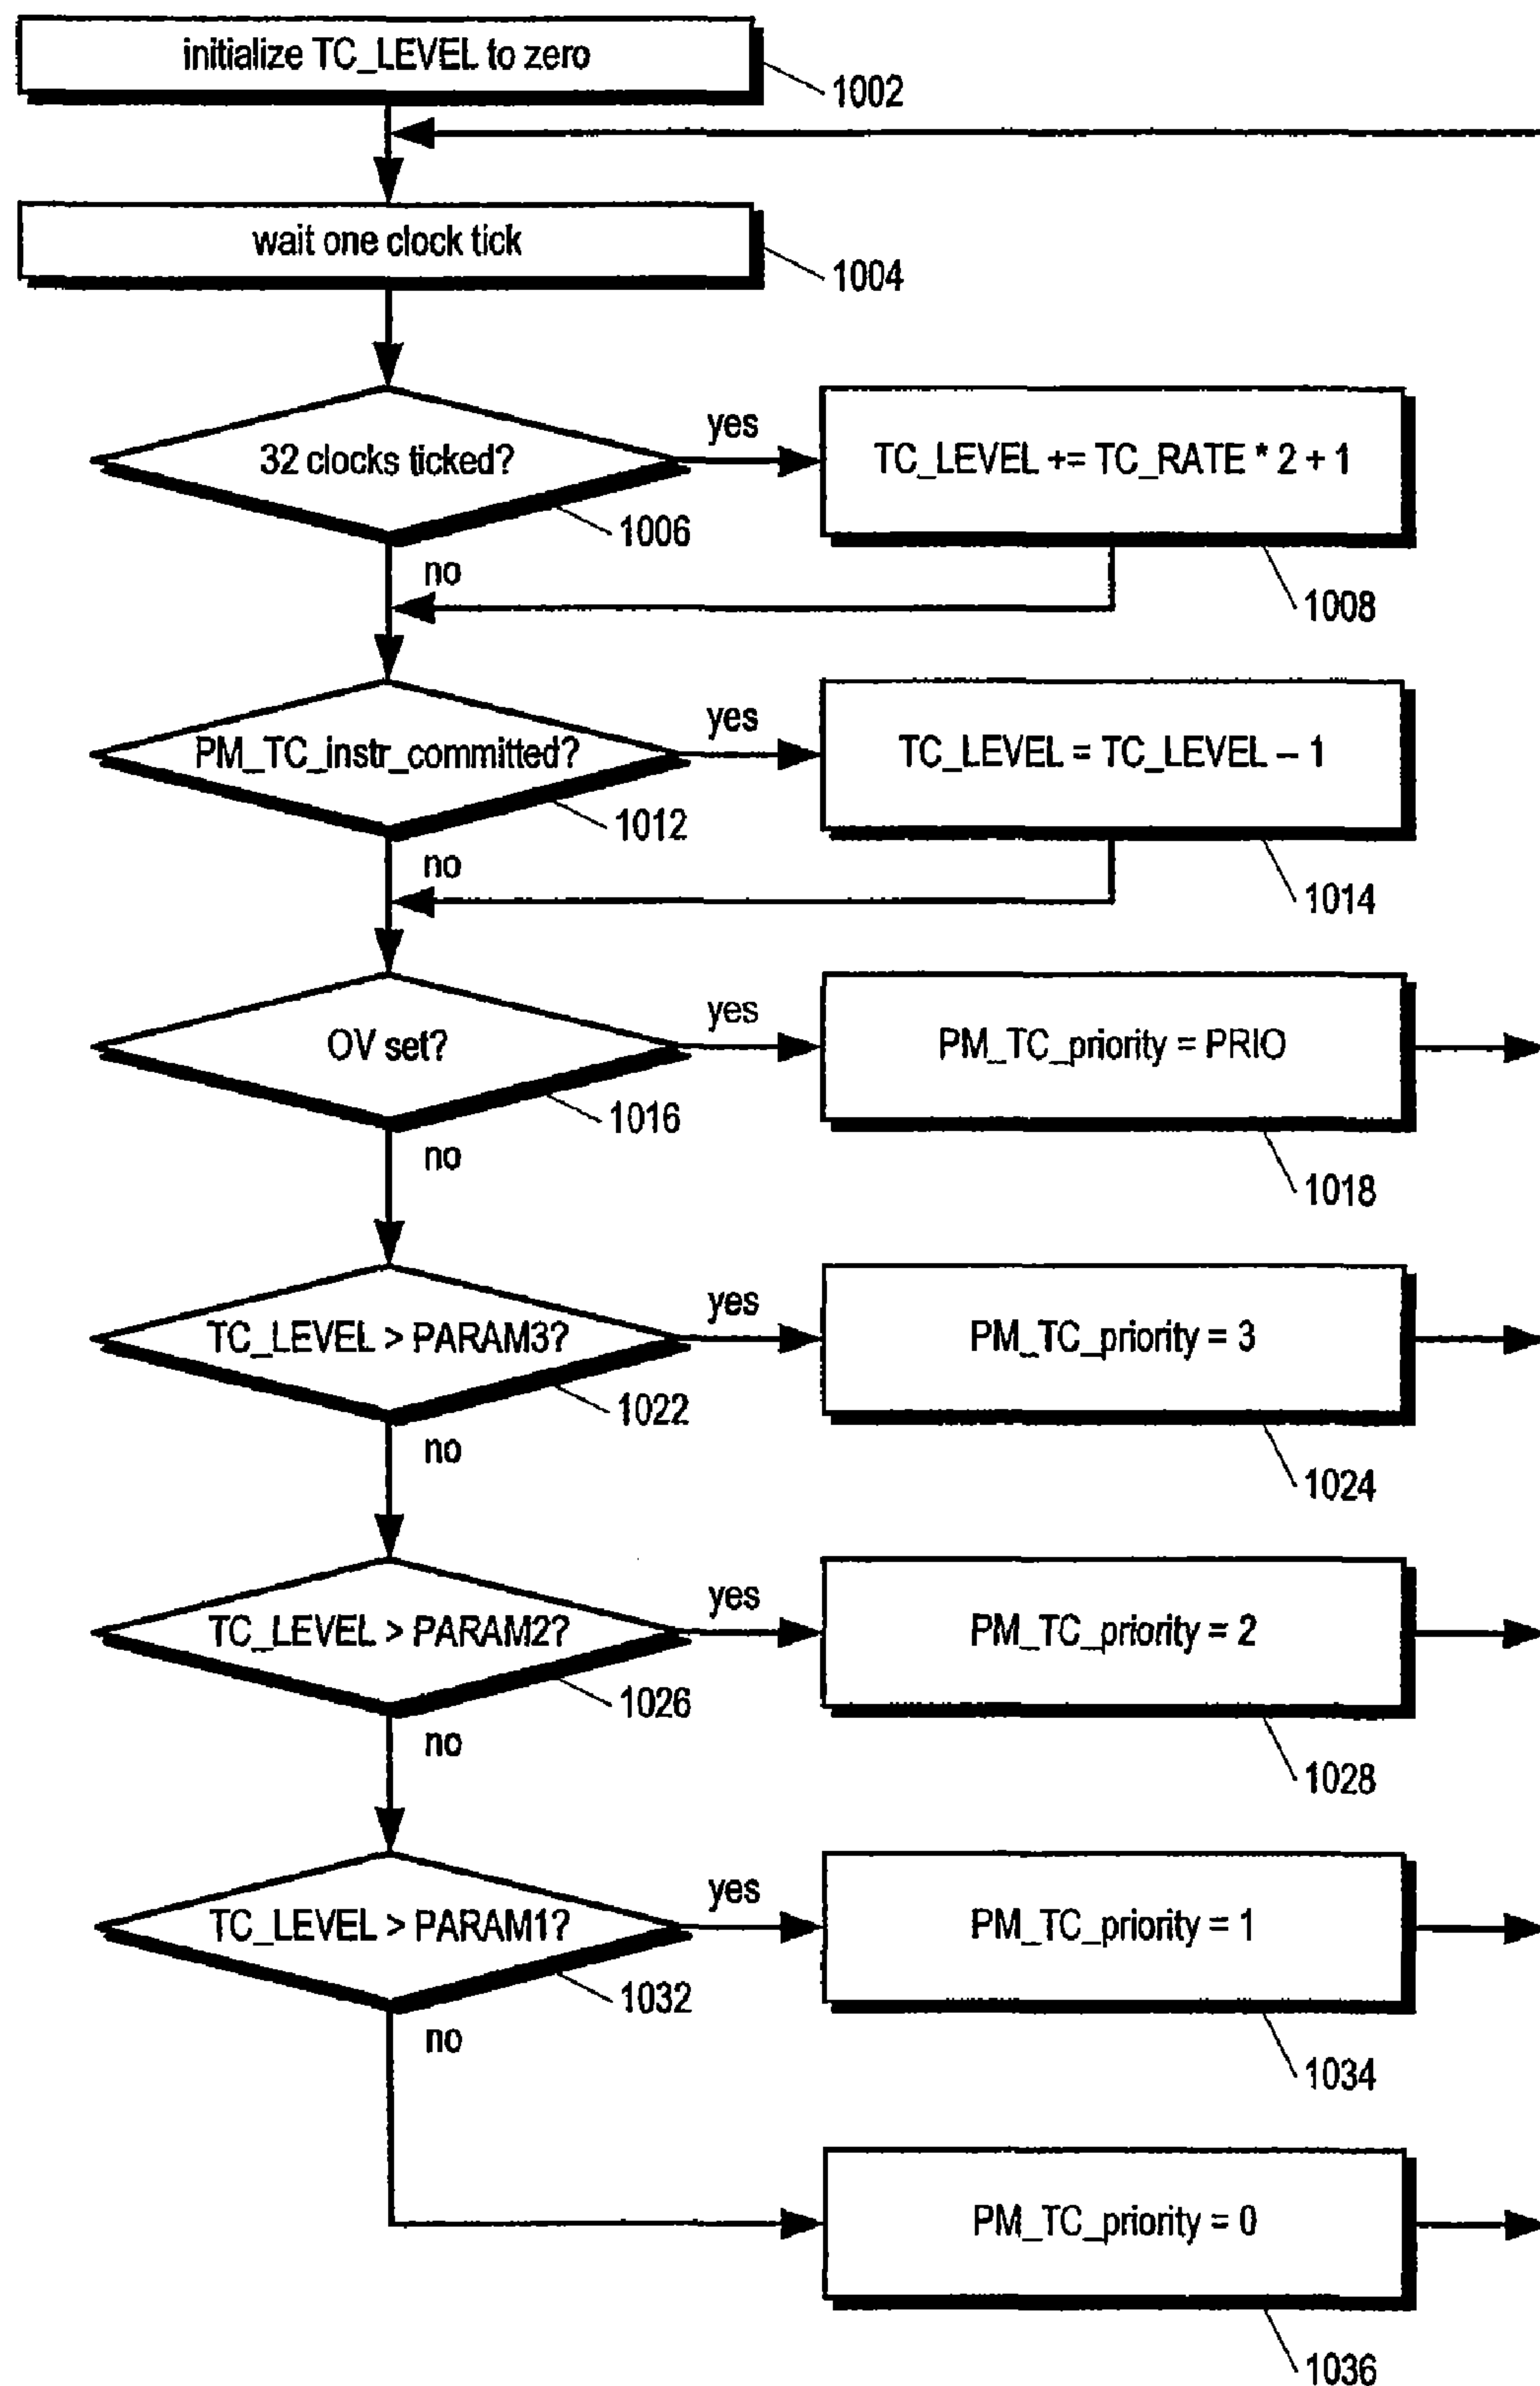 initialize TC_LEVEL to zero
1002
wait one clock tick
1004
32 clocks ticked?
yes
TC_LEVEL += TC_RATE * 2 + 1
1006
no
1008
PM_TC_instr_committed?
yes
TC_LEVEL = TC_LEVEL – 1
1012
no
1014
OV set?
yes
PM_TC_priority = PRIO
1016
no
1018
TC_LEVEL > PARAM3?
yes
PM_TC_priority = 3
1022
no
1024
TC_LEVEL > PARAM2?
yes
PM_TC_priority = 2
1026
no
1028
TC_LEVEL > PARAM1?
yes
PM_TC_priority = 1
1032
no
1034
PM_TC_priority = 0
1036